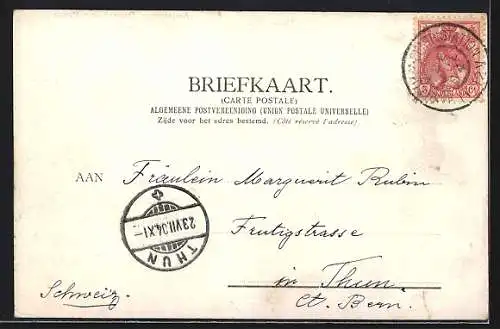 BRIEFKAART.
(CARTE POSTALE)
ALGEMEENE POSTVEREENIGING (UNION POSTALE UNIVERSELLE)
Zijde voor het adres bestemd. (Côté réservé à l'adresse)
AAN Fräulein Marguerit Rubin
Frutigstrasse
in Thun.
Ct. Bern.
Schweiz.
23.VII.04.XI-
THUN